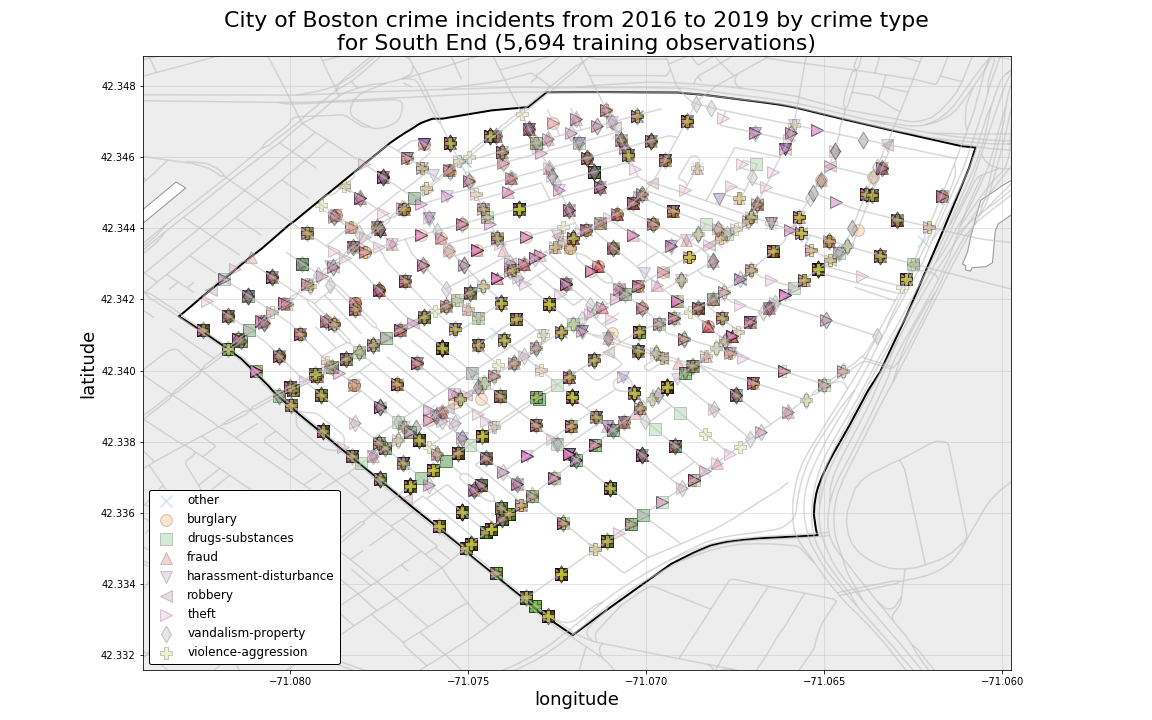 City of Boston crime incidents from 2016 to 2019 by crime type
for South End (5,694 training observations)
42.348
42.346
42.344
42.342
42.340
42.338
42.336
42.334
42.332
latitude
other
burglary
drugs-substances
fraud
harassment-disturbance
robbery
theft
vandalism-property
violence-aggression
−71.080
−71.075
−71.070
−71.065
−71.060
longitude